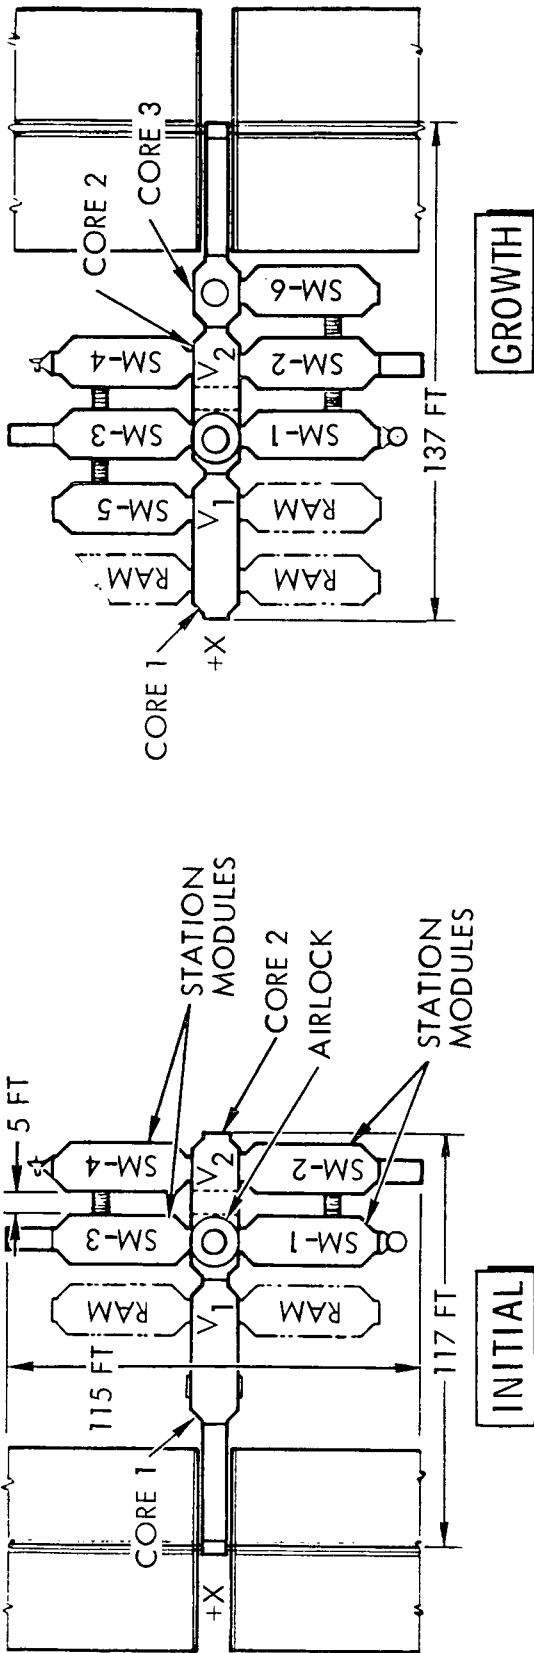 115 FT
5 FT
STATION
MODULES
CORE 1
+X
V1
V2
RAM
SM-3
SM-4
RAM
SM-1
SM-2
CORE 2
AIRLOCK
STATION
MODULES
117 FT
INITIAL
CORE 1
+X
CORE 2
CORE 3
RAM
SM-5
SM-3
SM-4
V1
V2
RAM
RAM
SM-1
SM-2
SM-6
137 FT
GROWTH